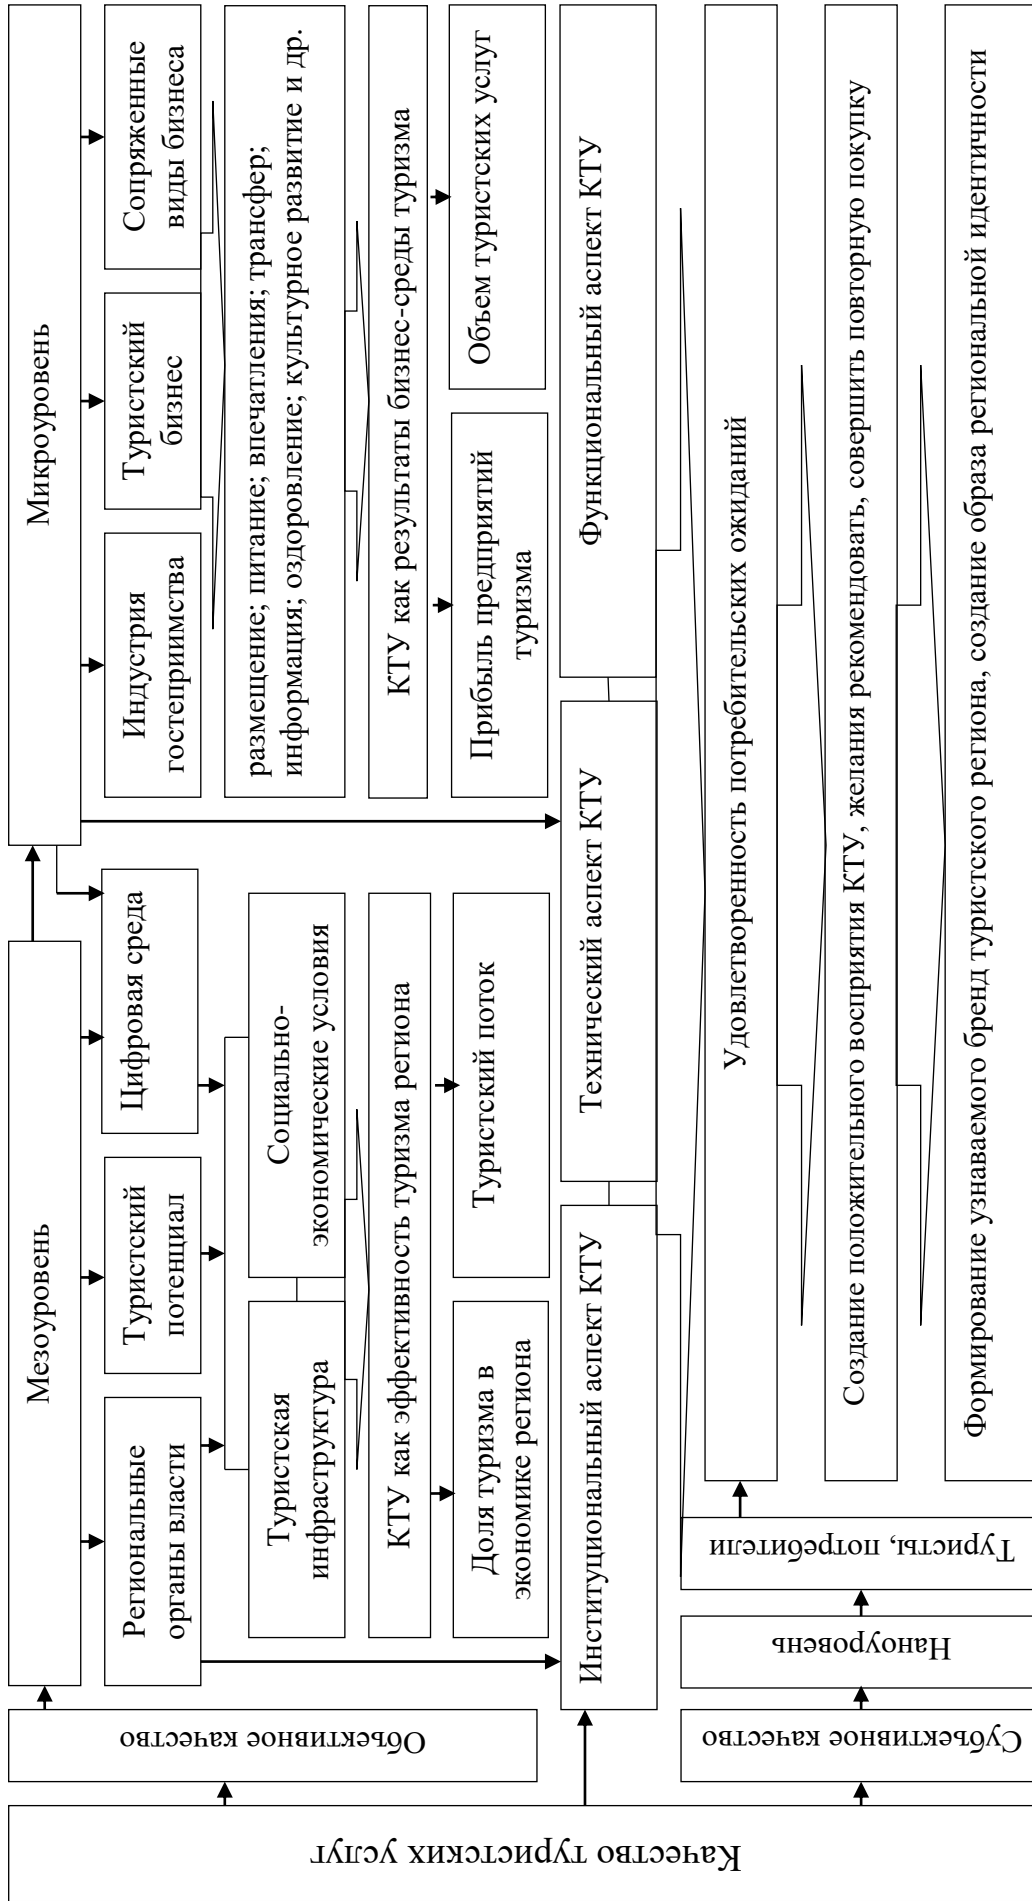 Качество туристских услуг
Объективное качество
Мезоуровень
Микроуровень
Региональные
органы власти
Туристский
потенциал
Цифровая среда
Индустрия
гостеприимства
Туристский
бизнес
Сопряженные
виды бизнеса
Туристская
инфраструктура
Социально-
экономические условия
размещение; питание; впечатления; трансфер;
информация; оздоровление; культурное развитие и др.
КТУ как эффективность туризма региона
КТУ как результаты бизнес-среды туризма
Доля туризма в
экономике региона
Туристский поток
Прибыль предприятий
туризма
Объем туристских услуг
Институциональный аспект КТУ
Технический аспект КТУ
Функциональный аспект КТУ
Субъективное качество
Наноуровень
Туристы, потребители
Удовлетворенность потребительских ожиданий
Создание положительного восприятия КТУ, желания рекомендовать, совершить повторную покупку
Формирование узнаваемого бренд туристского региона, создание образа региональной идентичности